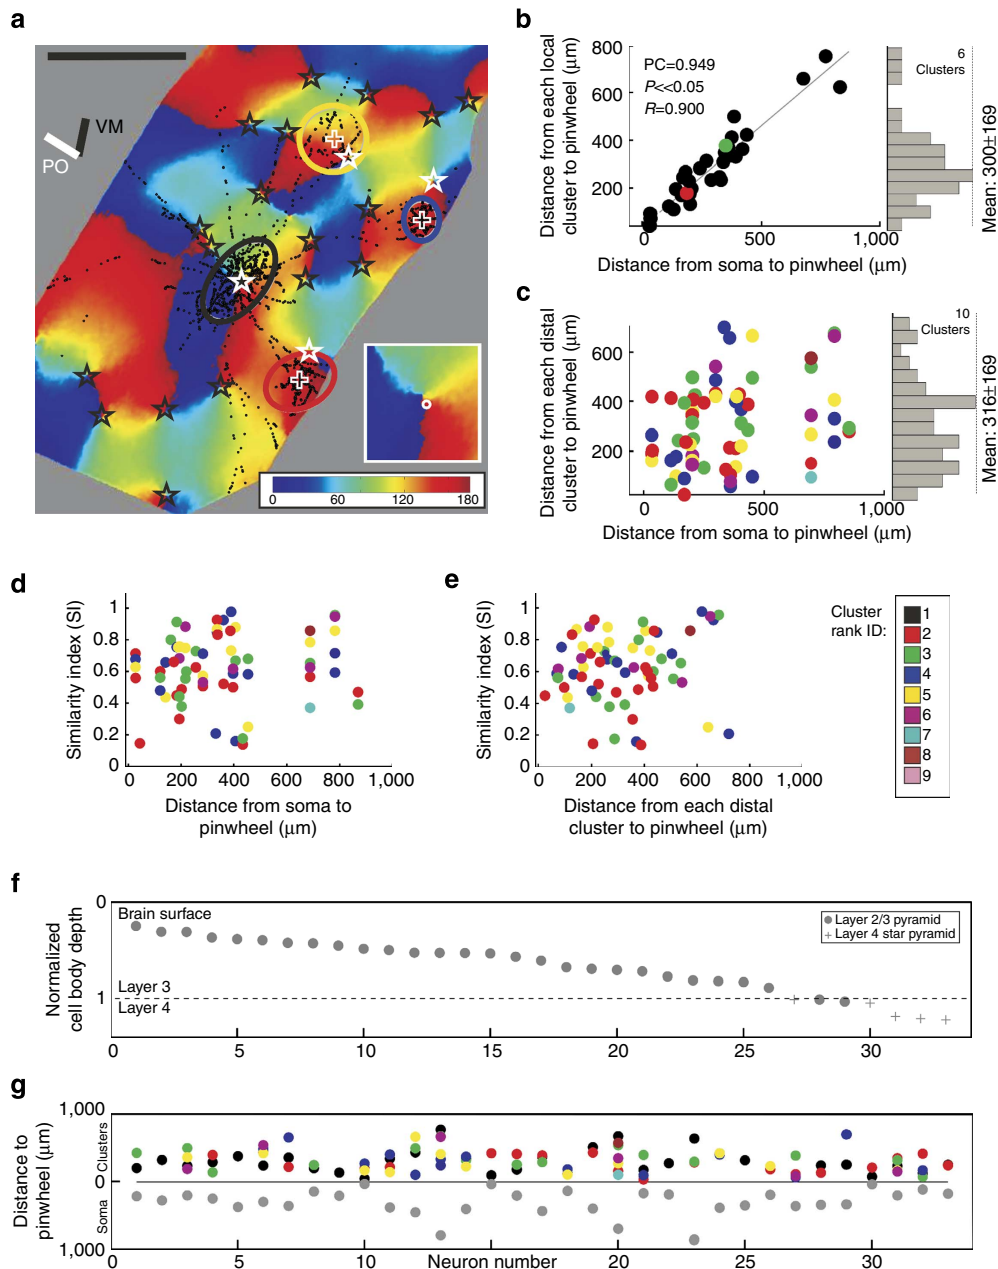 a
VM
PO
0
60
120
180
b
Distance from each local
cluster to pinwheel (μm)
800
600
400
200
PC=0.949
P<<0.05
R=0.900
6
Clusters
Mean: 300±169
0
500
1,000
Distance from soma to pinwheel (μm)
c
Distance from each distal
cluster to pinwheel (μm)
600
400
200
10
Clusters
Mean: 316±169
0
500
1,000
Distance from soma to pinwheel (μm)
d
Similarity index (SI)
1
0.8
0.6
0.4
0.2
0
0
200
400
600
800
1,000
Distance from soma to
pinwheel (μm)
e
Similarity index (SI)
1
0.8
0.6
0.4
0.2
0
0
200
400
600
800
1,000
Distance from each distal
cluster to pinwheel (μm)
Cluster
rank ID:
1
2
3
4
5
6
7
8
9
f
Normalized
cell body depth
0
1
Brain surface
Layer 3
Layer 4
Layer 2/3 pyramid
Layer 4 star pyramid
0
5
10
15
20
25
30
g
Distance to
pinwheel (μm)
Clusters
Soma
1,000
0
1,000
0
5
10
15
20
25
30
Neuron number